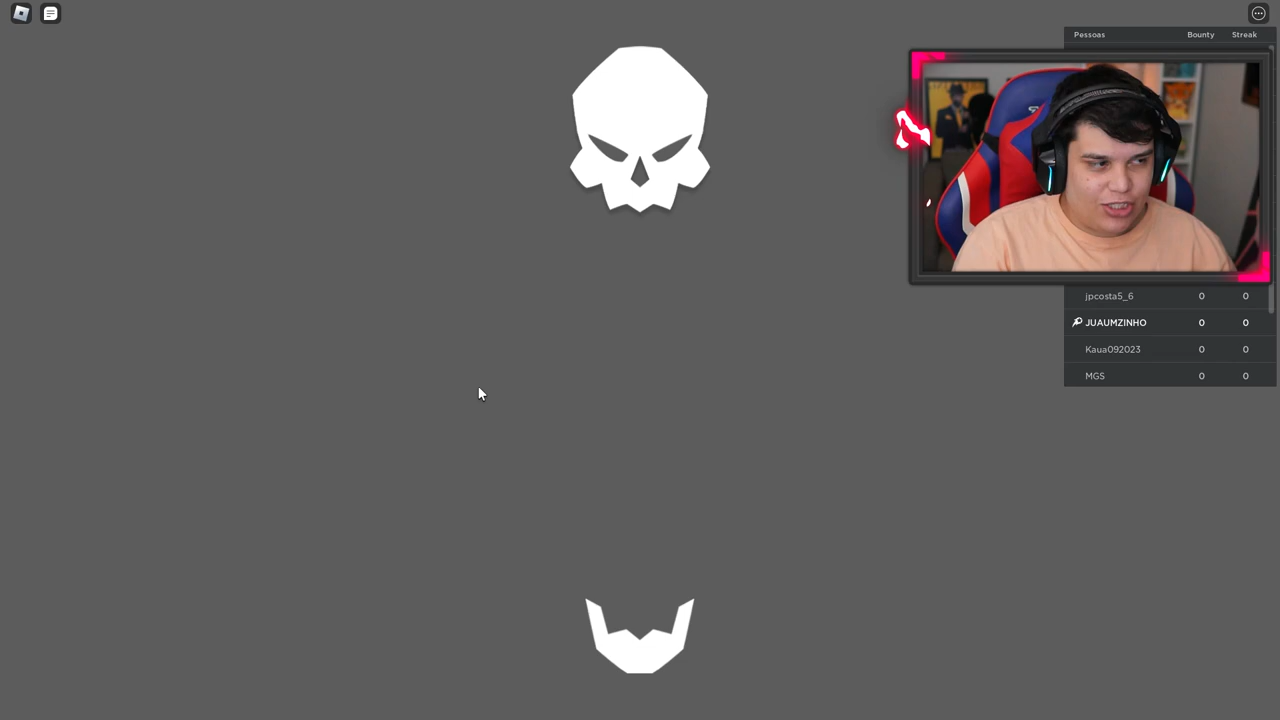 Pessoas Bounty Streak
jpcosta5_6 0 0
JUAUMZINHO 0 0
Kaua092023 0 0
MGS 0 0